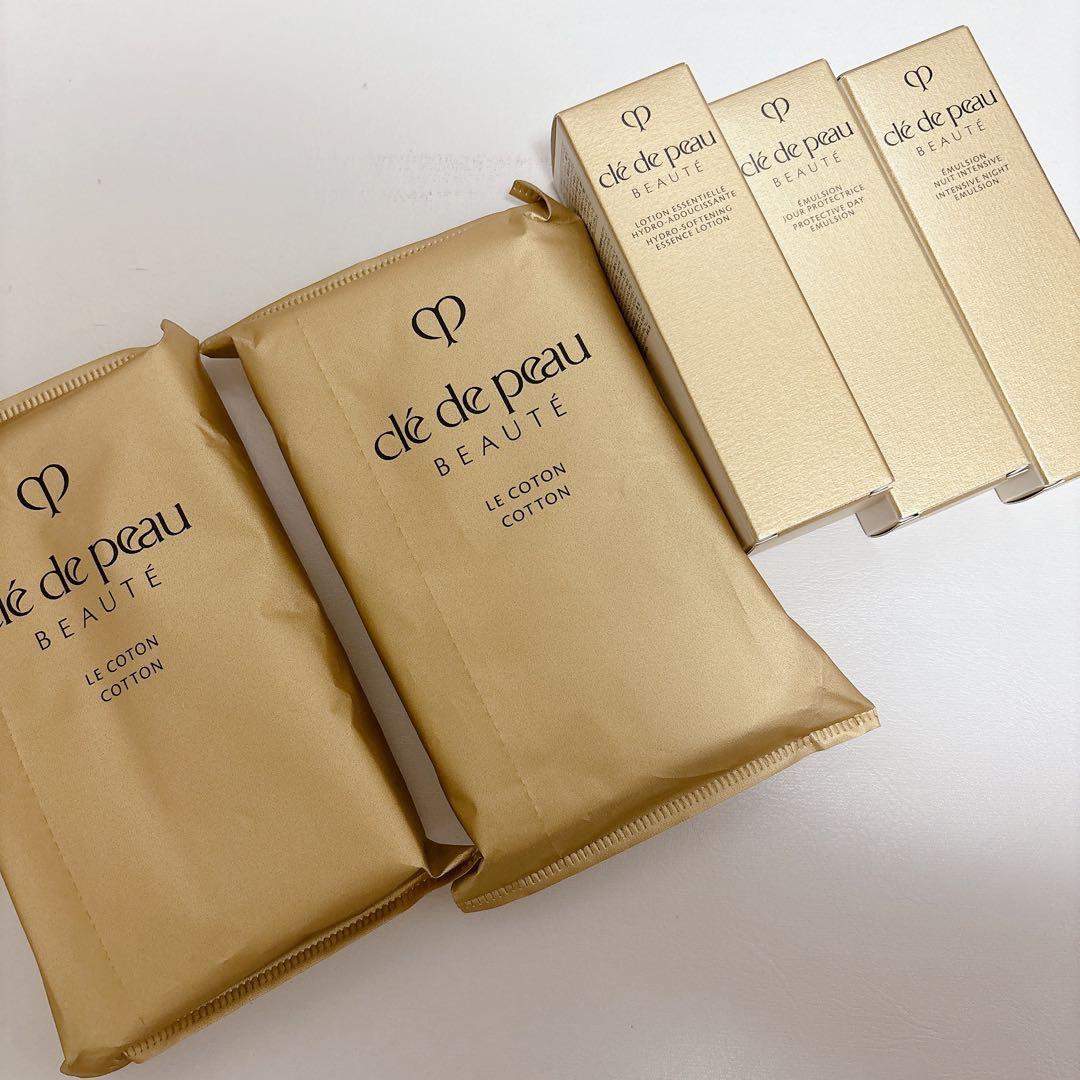 clé de peau
BEAUTÉ
LE COTON
COTTON
clé de peau
BEAUTÉ
LE COTON
COTTON
clé de peau
BEAUTÉ
LOTION ESSENTIELLE
HYDRO-ADOUCISSANTE
HYDRO-SOFTENING
ESSENCE LOTION
clé de peau
BEAUTÉ
ÉMULSION
JOUR PROTECTRICE
PROTECTIVE DAY
EMULSION
clé de peau
BEAUTÉ
ÉMULSION
NUIT INTENSIVE
INTENSIVE NIGHT
EMULSION